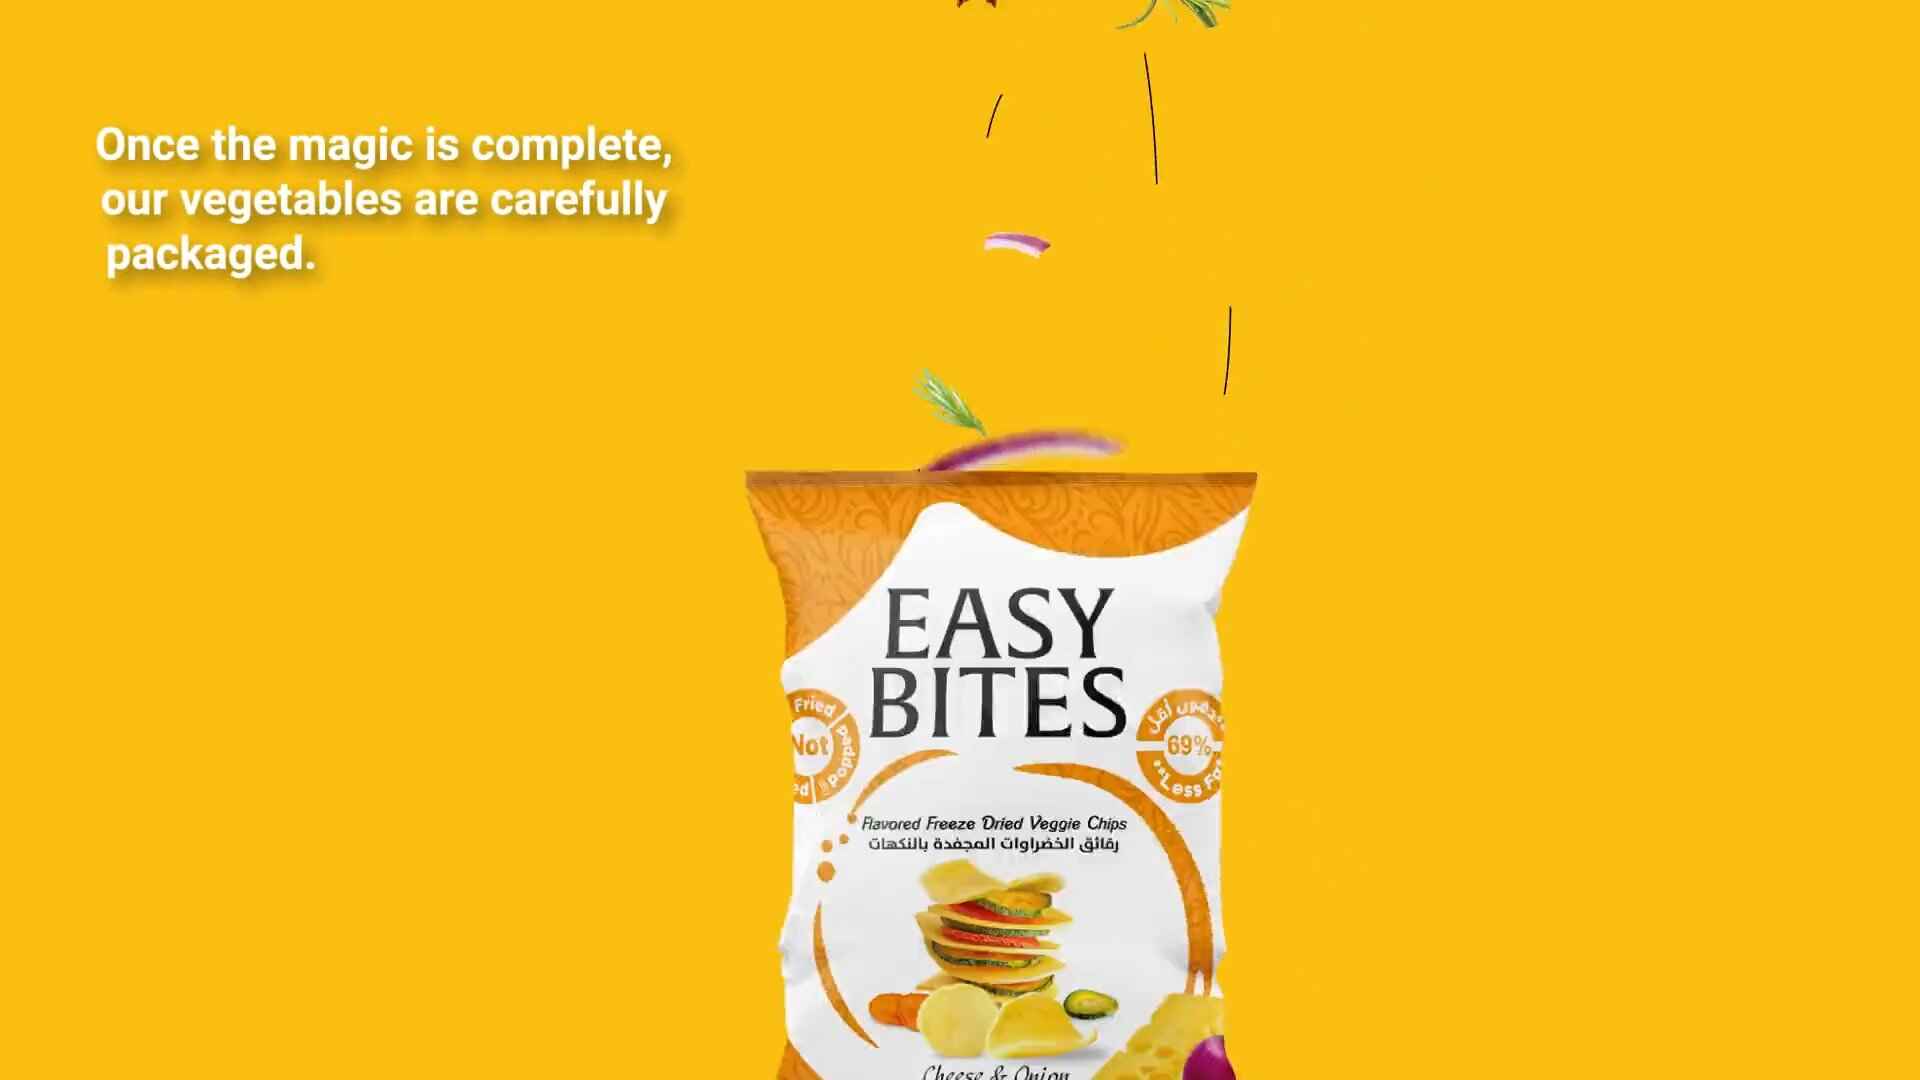 Once the magic is complete,
our vegetables are carefully
packaged.
EASY
BITES
Fried
Not
Popped
69%
Less
Flavored Freeze Dried Veggie Chips
رقائق الخضراوات المجفدة بالنكهات
Cheese & Onion